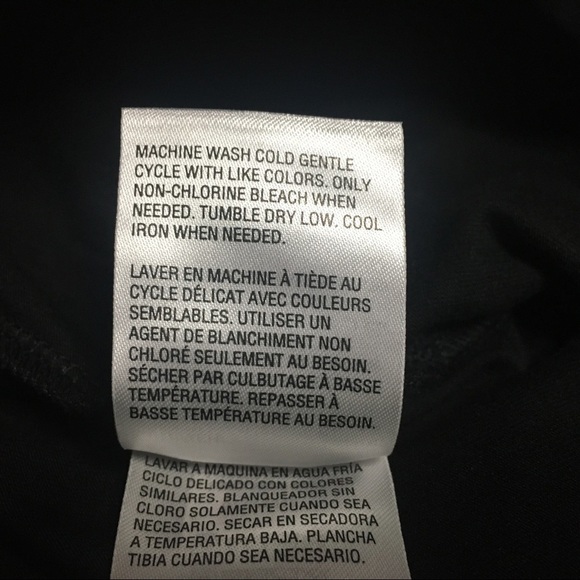 MACHINE WASH COLD GENTLE
CYCLE WITH LIKE COLORS. ONLY
NON-CHLORINE BLEACH WHEN
NEEDED. TUMBLE DRY LOW. COOL
IRON WHEN NEEDED.
LAVER EN MACHINE À TIÈDE AU
CYCLE DÉLICAT AVEC COULEURS
SEMBLABLES. UTILISER UN
AGENT DE BLANCHIMENT NON
CHLORÉ SEULEMENT AU BESOIN.
SÉCHER PAR CULBUTAGE À BASSE
TEMPÉRATURE. REPASSER À
BASSE TEMPÉRATURE AU BESOIN.
LAVAR A MAQUINA EN AGUA FRÍA
CICLO DELICADO CON COLORES
SIMILARES. BLANQUEADOR SIN
CLORO SOLAMENTE CUANDO SEA
NECESARIO. SECAR EN SECADORA
A TEMPERATURA BAJA. PLANCHA
TIBIA CUANDO SEA NECESARIO.